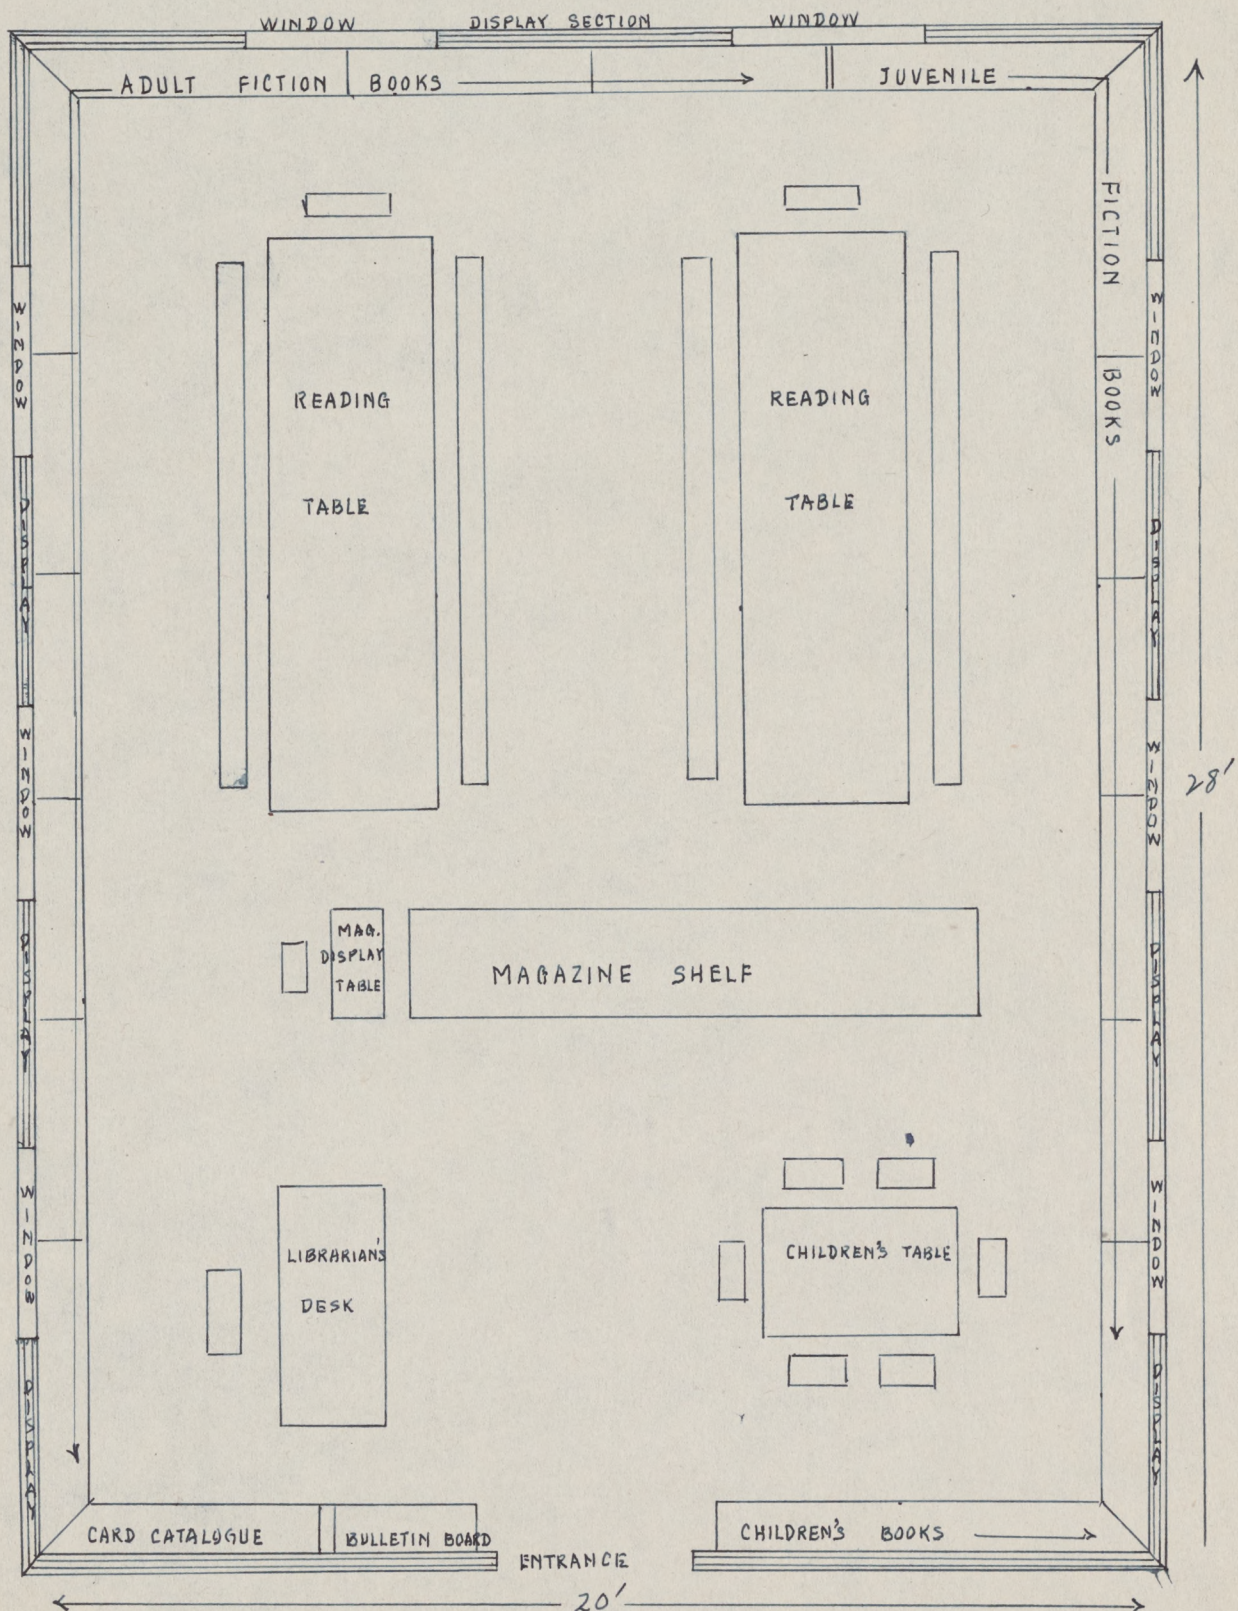 WINDOW DISPLAY SECTION WINDOW
ADULT FICTION BOOKS JUVENILE
FICTION
BOOKS
WINDOW
DISPLAY
WINDOW
DISPLAY
WINDOW
DISPLAY
WINDOW
DISPLAY
WINDOW
DISPLAY
WINDOW
DISPLAY
READING
TABLE
READING
TABLE
28'
MAG.
DISPLAY
TABLE
MAGAZINE SHELF
LIBRARIAN'S
DESK
CHILDREN'S TABLE
CARD CATALOGUE
BULLETIN BOARD
CHILDREN'S BOOKS
ENTRANCE
20'